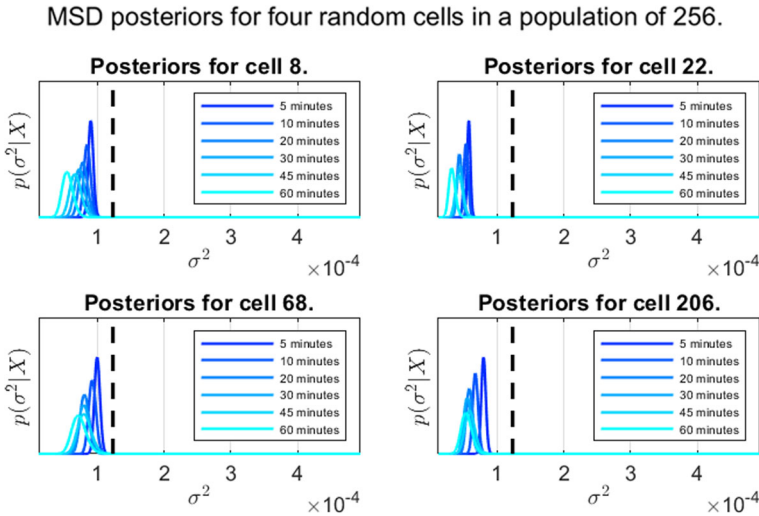 MSD posteriors for four random cells in a population of 256.
Posteriors for cell 8.
p(σ²|X)
5 minutes
10 minutes
20 minutes
30 minutes
45 minutes
60 minutes
1 2 3 4
σ²
×10⁻⁴
Posteriors for cell 22.
p(σ²|X)
5 minutes
10 minutes
20 minutes
30 minutes
45 minutes
60 minutes
1 2 3 4
σ²
×10⁻⁴
Posteriors for cell 68.
p(σ²|X)
5 minutes
10 minutes
20 minutes
30 minutes
45 minutes
60 minutes
1 2 3 4
σ²
×10⁻⁴
Posteriors for cell 206.
p(σ²|X)
5 minutes
10 minutes
20 minutes
30 minutes
45 minutes
60 minutes
1 2 3 4
σ²
×10⁻⁴